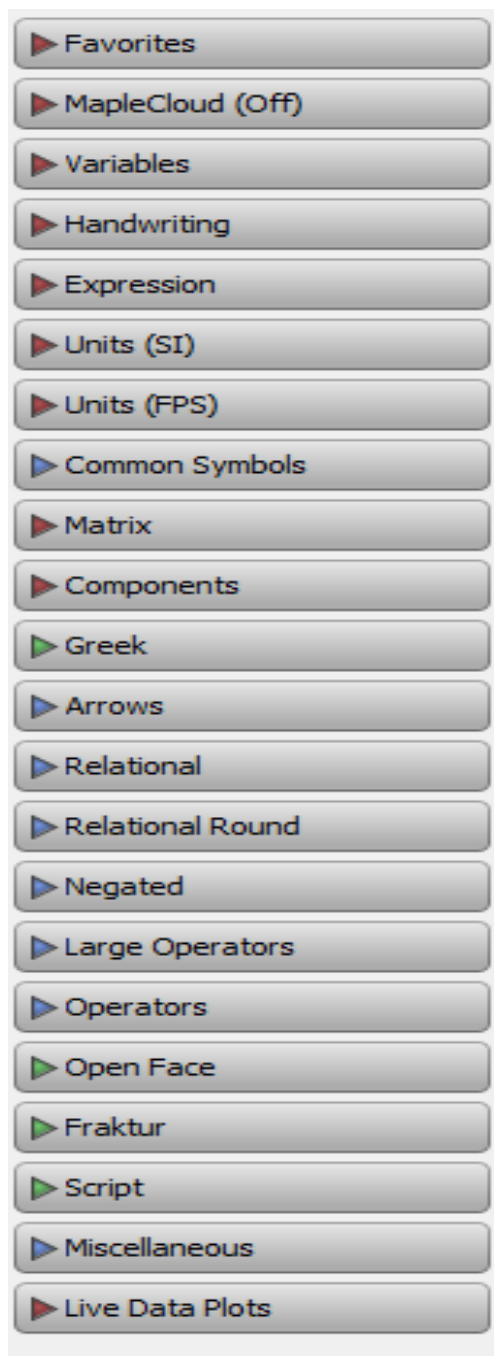 Favorites
MapleCloud (Off)
Variables
Handwriting
Expression
Units (SI)
Units (FPS)
Common Symbols
Matrix
Components
Greek
Arrows
Relational
Relational Round
Negated
Large Operators
Operators
Open Face
Fraktur
Script
Miscellaneous
Live Data Plots